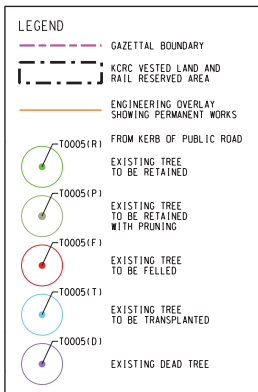 LEGEND
GAZETTAL BOUNDARY
KCRC VESTED LAND AND
RAIL RESERVED AREA
ENGINEERING OVERLAY
SHOWING PERMANENT WORKS
FROM KERB OF PUBLIC ROAD
T0005(R)
EXISTING TREE
TO BE RETAINED
T0005(P)
EXISTING TREE
TO BE RETAINED
WITH PRUNING
T0005(F)
EXISTING TREE
TO BE FELLED
T0005(T)
EXISTING TREE
TO BE TRANSPLANTED
T0005(D)
EXISTING DEAD TREE